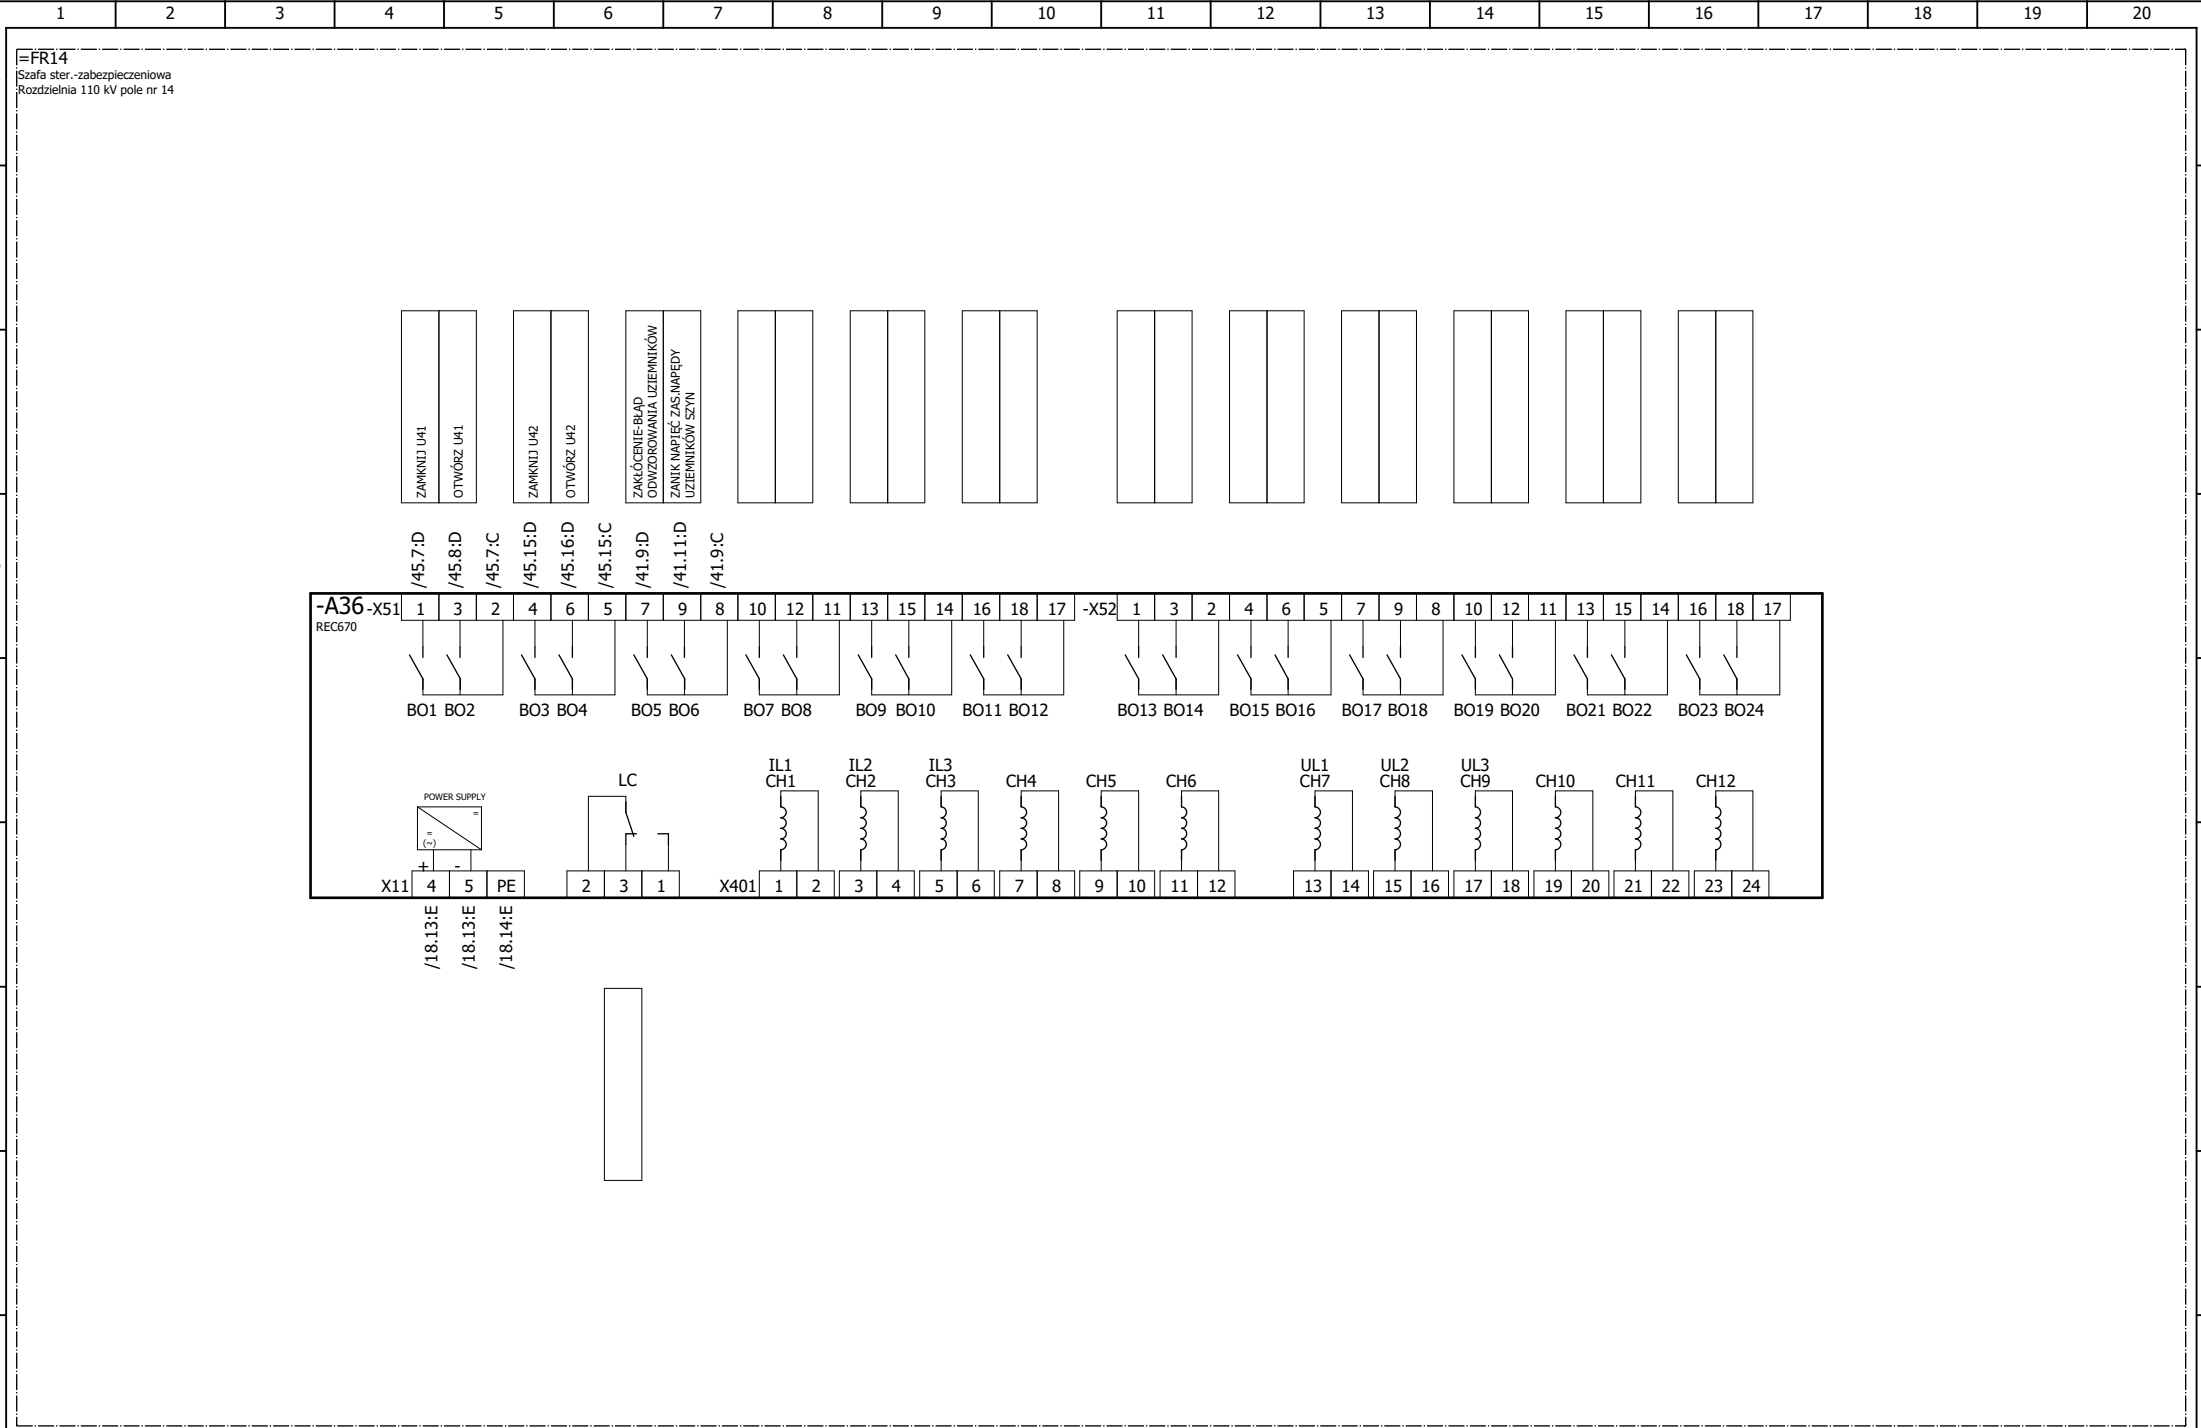 1 2 3 4 5 6 7 8 9 10 11 12 13 14 15 16 17 18 19 20
=FR14
Szafa ster.-zabezpieczeniowa
Rozdzielnia 110 kV pole nr 14
ZAMKNIJ U41
OTWÓRZ U41
ZAMKNIJ U42
OTWÓRZ U42
ZAKŁÓCENIE-BŁĄD
ODWZOROWANIA UZIEMNIKÓW
ZANIK NAPIĘĆ ZAS.NAPĘDY
UZIEMNIKÓW SZYN
/45.7:D
/45.8:D
/45.7:C
/45.15:D
/45.16:D
/45.15:C
/41.9:D
/41.11:D
/41.9:C
-A36 -X51 1 3 2 4 6 5 7 9 8 10 12 11 13 15 14 16 18 17 -X52 1 3 2 4 6 5 7 9 8 10 12 11 13 15 14 16 18 17
REC670
BO1 BO2 BO3 BO4 BO5 BO6 BO7 BO8 BO9 BO10 BO11 BO12 BO13 BO14 BO15 BO16 BO17 BO18 BO19 BO20 BO21 BO22 BO23 BO24
IL1 IL2 IL3 UL1 UL2 UL3
LC CH1 CH2 CH3 CH4 CH5 CH6 CH7 CH8 CH9 CH10 CH11 CH12
POWER SUPPLY
=
=
(~)
+ -
X11 4 5 PE 2 3 1 X401 1 2 3 4 5 6 7 8 9 10 11 12 13 14 15 16 17 18 19 20 21 22 23 24
/18.13:E
/18.13:E
/18.14:E